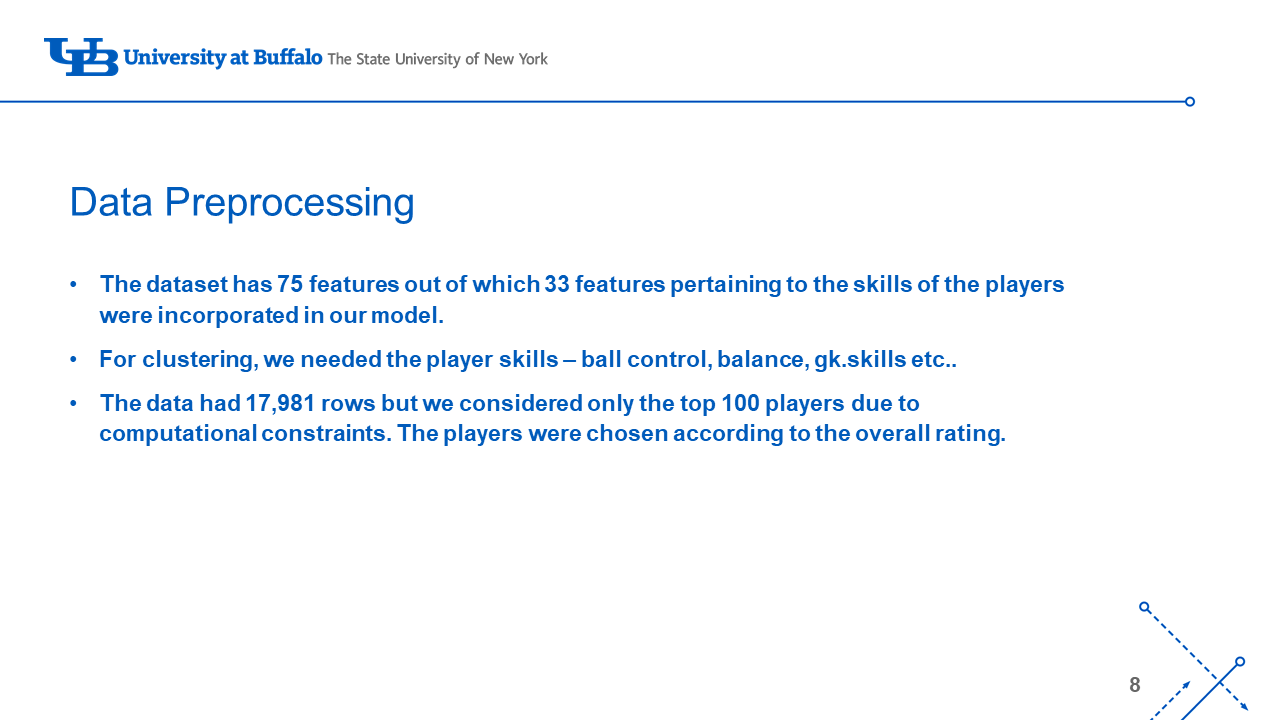 UB University at Buffalo The State University of New York
Data Preprocessing
• The dataset has 75 features out of which 33 features pertaining to the skills of the players
were incorporated in our model.
• For clustering, we needed the player skills – ball control, balance, gk.skills etc..
• The data had 17,981 rows but we considered only the top 100 players due to
computational constraints. The players were chosen according to the overall rating.
8